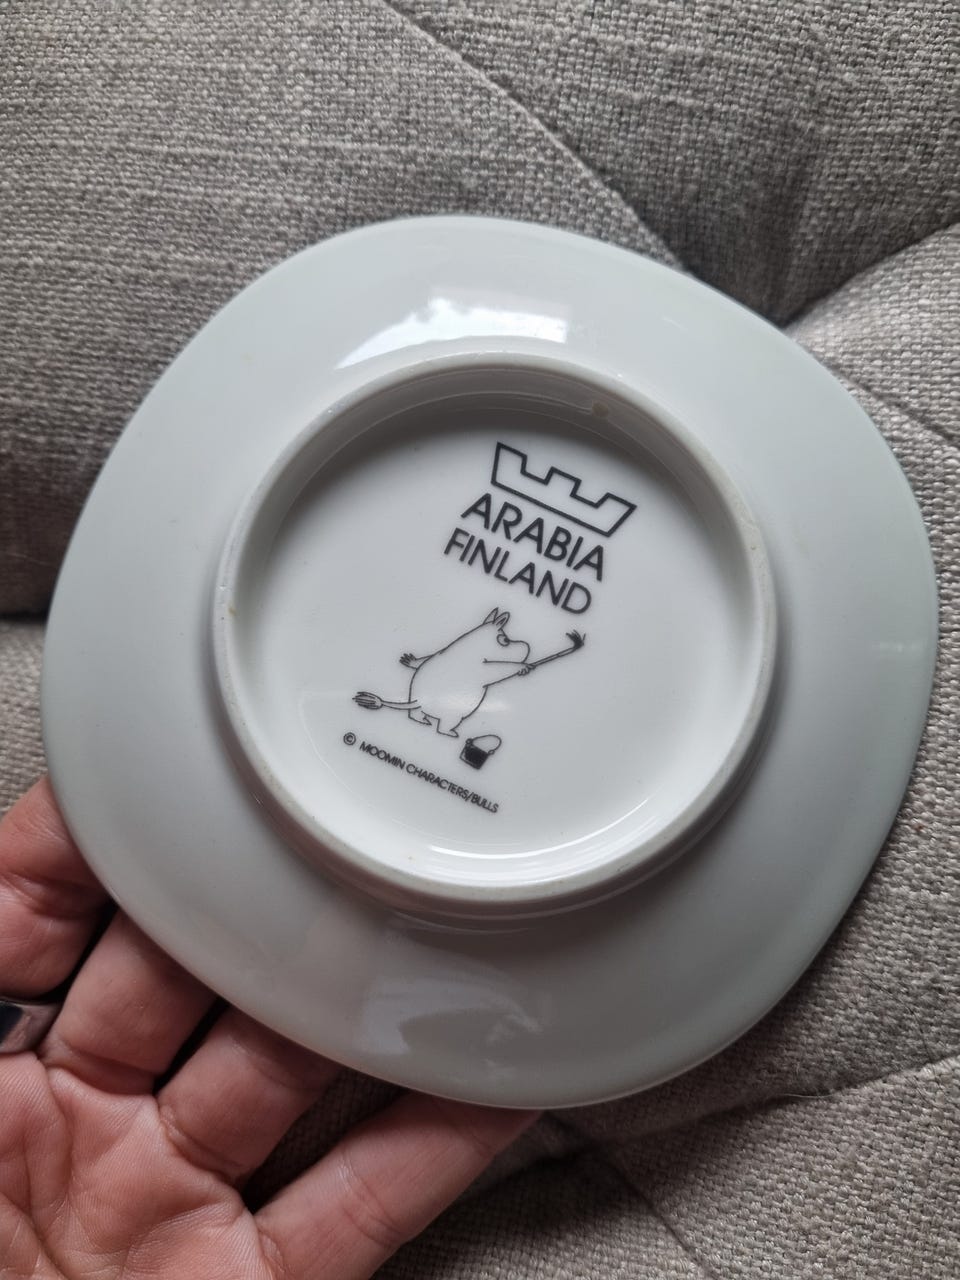 ARABIA
FINLAND
© MOOMIN CHARACTERS/BULLS